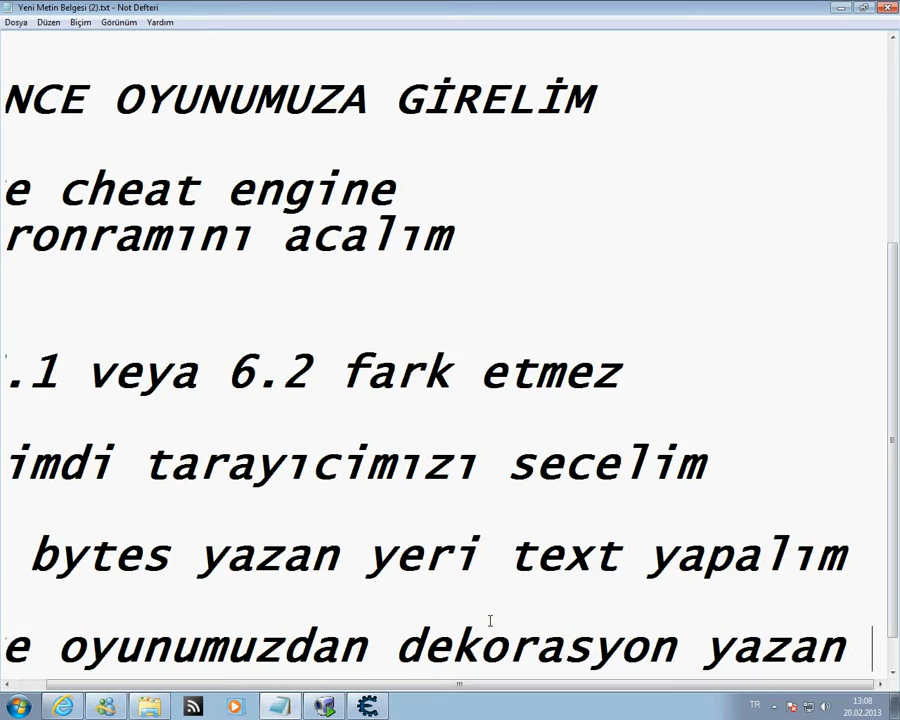 Yeni Metin Belgesi (2).txt - Not Defteri
Dosya Düzen Biçim Görünüm Yardım
NCE OYUNUMUZA GİRELİM
e cheat engine
ronramını acalım
.1 veya 6.2 fark etmez
imdi tarayıcimızı secelim
bytes yazan yeri text yapalım
e oyunumuzdan dekorasyon yazan
TR
13:08
20.02.2013